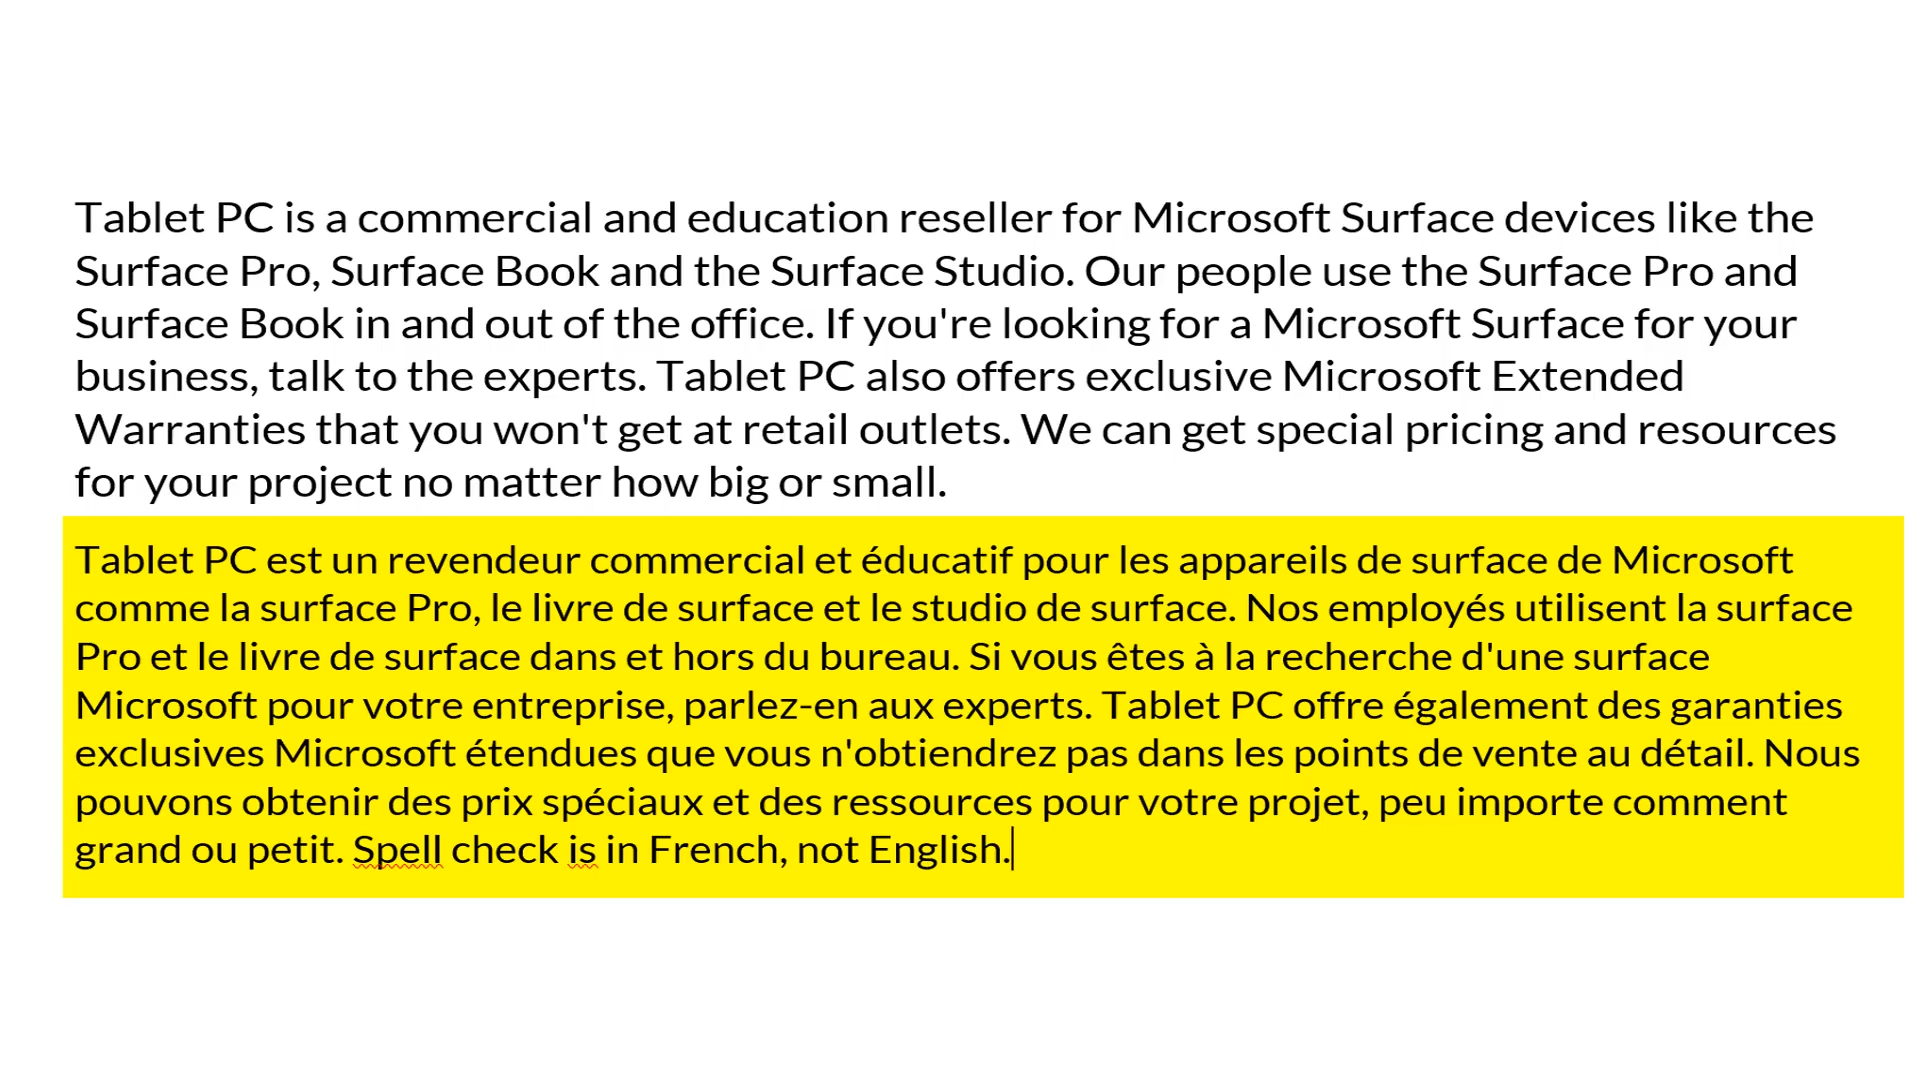 Tablet PC is a commercial and education reseller for Microsoft Surface devices like the
Surface Pro, Surface Book and the Surface Studio. Our people use the Surface Pro and
Surface Book in and out of the office. If you're looking for a Microsoft Surface for your
business, talk to the experts. Tablet PC also offers exclusive Microsoft Extended
Warranties that you won't get at retail outlets. We can get special pricing and resources
for your project no matter how big or small.
Tablet PC est un revendeur commercial et éducatif pour les appareils de surface de Microsoft
comme la surface Pro, le livre de surface et le studio de surface. Nos employés utilisent la surface
Pro et le livre de surface dans et hors du bureau. Si vous êtes à la recherche d'une surface
Microsoft pour votre entreprise, parlez-en aux experts. Tablet PC offre également des garanties
exclusives Microsoft étendues que vous n'obtiendrez pas dans les points de vente au détail. Nous
pouvons obtenir des prix spéciaux et des ressources pour votre projet, peu importe comment
grand ou petit. Spell check is in French, not English.